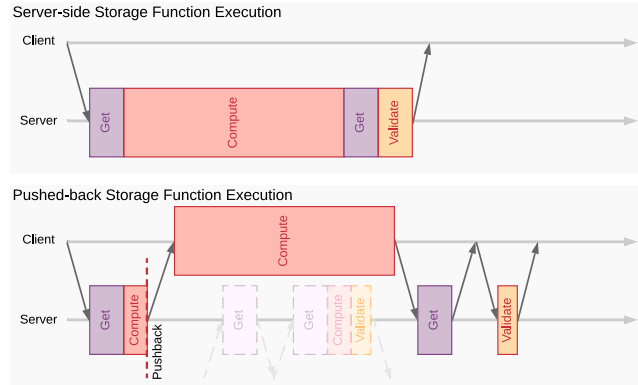 Server-side Storage Function Execution
Client
Server
Get
Compute
Get
Validate
Pushed-back Storage Function Execution
Client
Compute
Server
Get
Compute
Pushback
Get
Get
Compute
Validate
Get
Validate